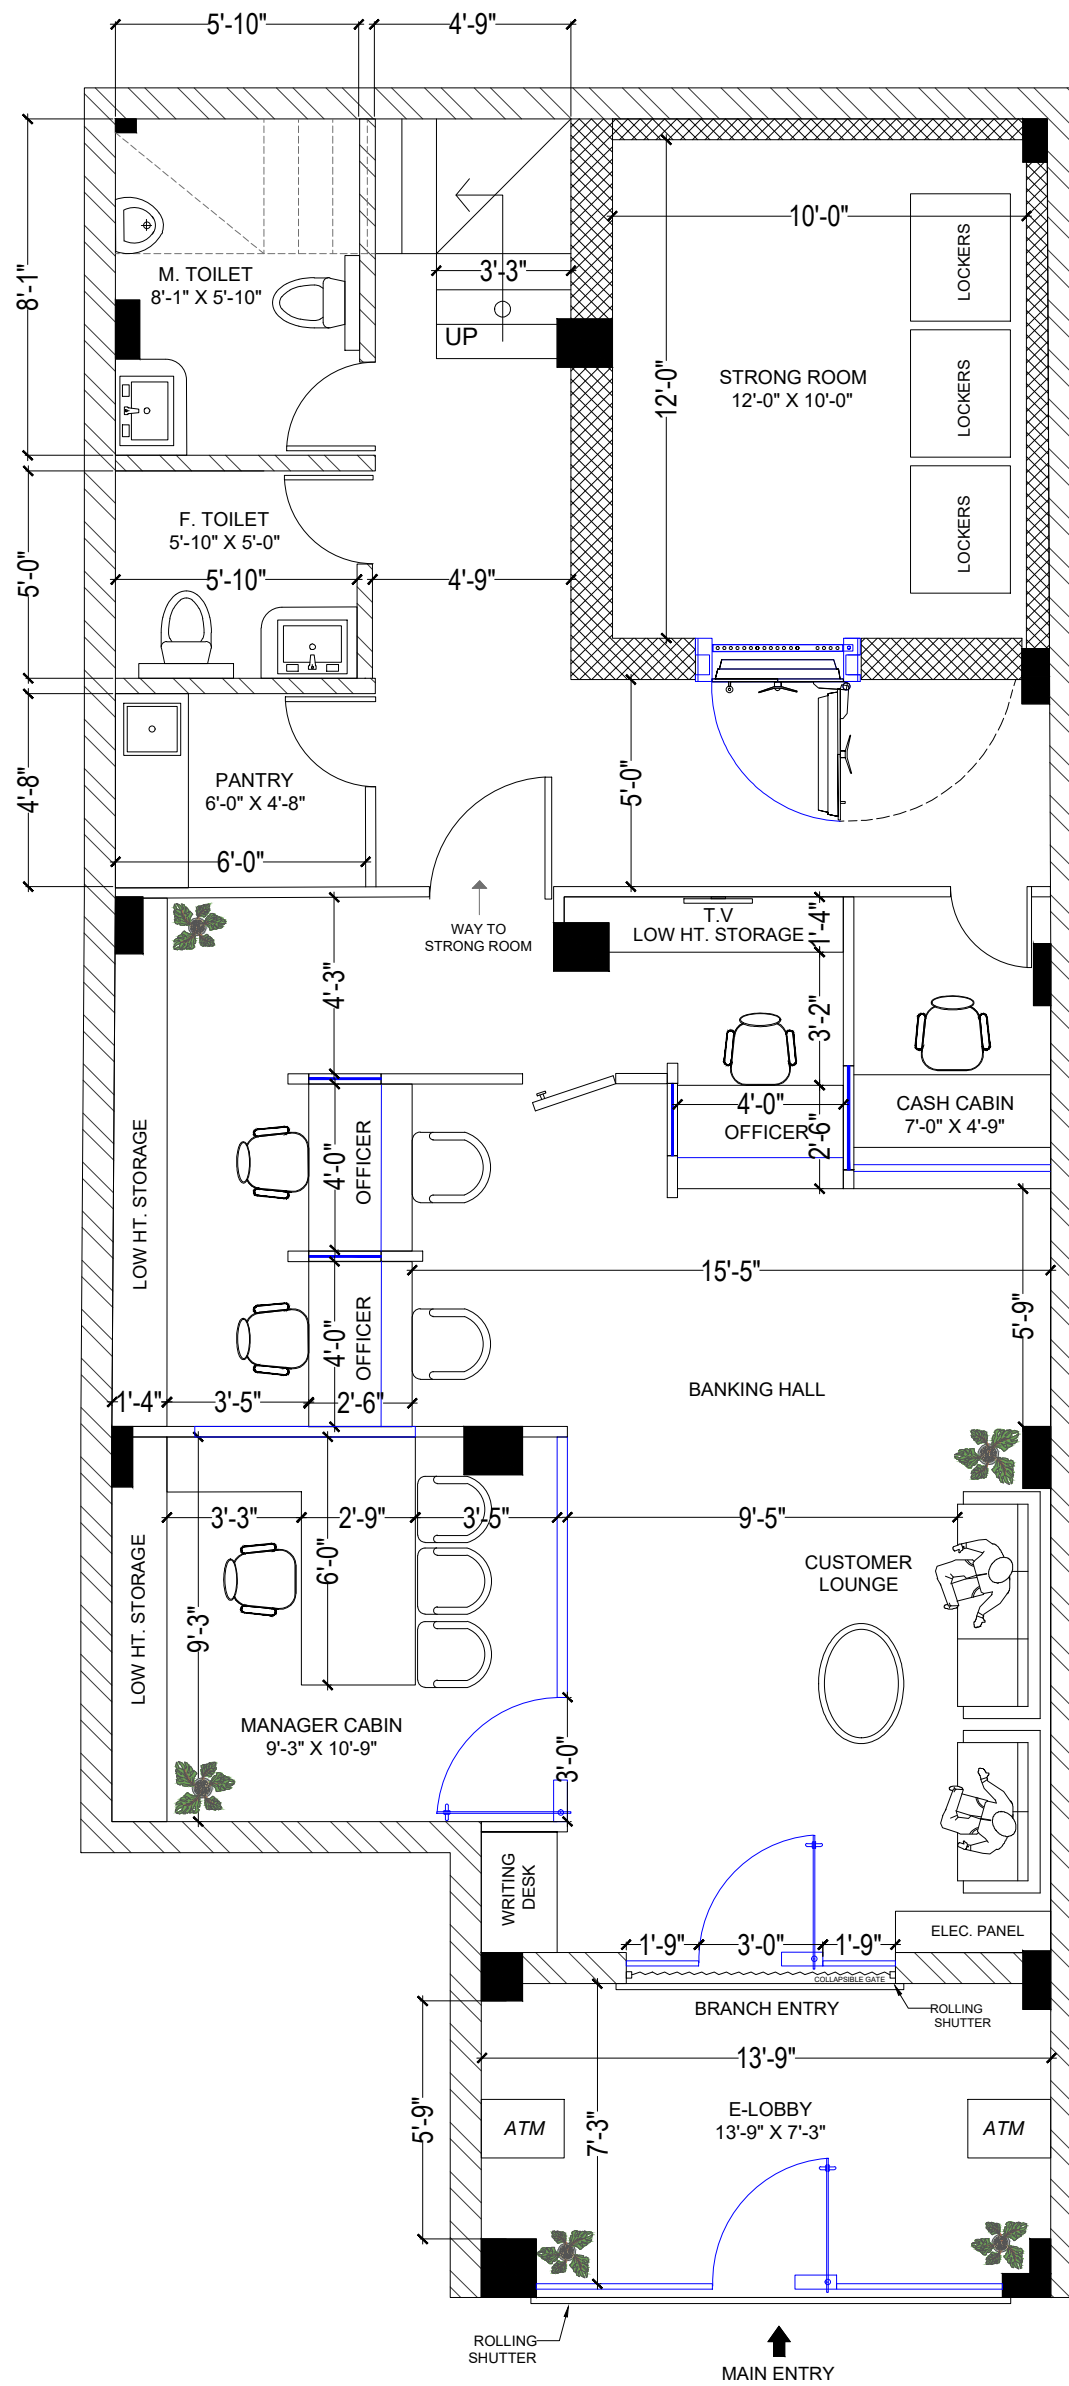 5'-10"
4'-9"
8'-1"
M. TOILET
8'-1" X 5'-10"
3'-3"
UP
10'-0"
LOCKERS
12'-0"
STRONG ROOM
12'-0" X 10'-0"
LOCKERS
LOCKERS
5'-0"
F. TOILET
5'-10" X 5'-0"
5'-10"
4'-9"
4'-8"
PANTRY
6'-0" X 4'-8"
6'-0"
5'-0"
WAY TO
STRONG ROOM
T.V
LOW HT. STORAGE
1'-4"
4'-3"
3'-2"
4'-0"
OFFICER
2'-6"
CASH CABIN
7'-0" X 4'-9"
LOW HT. STORAGE
4'-0"
OFFICER
15'-5"
5'-9"
4'-0"
OFFICER
1'-4"
3'-5"
2'-6"
BANKING HALL
3'-3"
2'-9"
3'-5"
9'-5"
6'-0"
9'-3"
LOW HT. STORAGE
CUSTOMER
LOUNGE
MANAGER CABIN
9'-3" X 10'-9"
3'-0"
WRITING
DESK
ELEC. PANEL
1'-9"
3'-0"
1'-9"
COLLAPSIBLE GATE
BRANCH ENTRY
ROLLING
SHUTTER
13'-9"
5'-9"
7'-3"
ATM
E-LOBBY
13'-9" X 7'-3"
ATM
ROLLING
SHUTTER
MAIN ENTRY